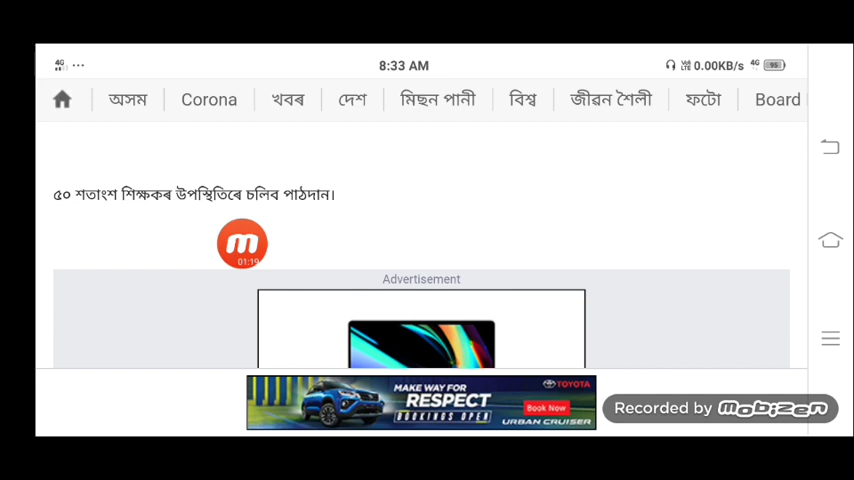 4G ... 8:33 AM 0.00KB/s 4G 95
অসম Corona খবৰ দেশ মিছন পানী বিশ্ব জীৱন শৈলী ফটো Board
৫০ শতাংশ শিক্ষকৰ উপস্থিতিৰে চলিব পাঠদান।
m
01:19
Advertisement
MAKE WAY FOR
RESPECT
BOOKINGS OPEN
TOYOTA
Book Now
URBAN CRUISER
Recorded by mobizen